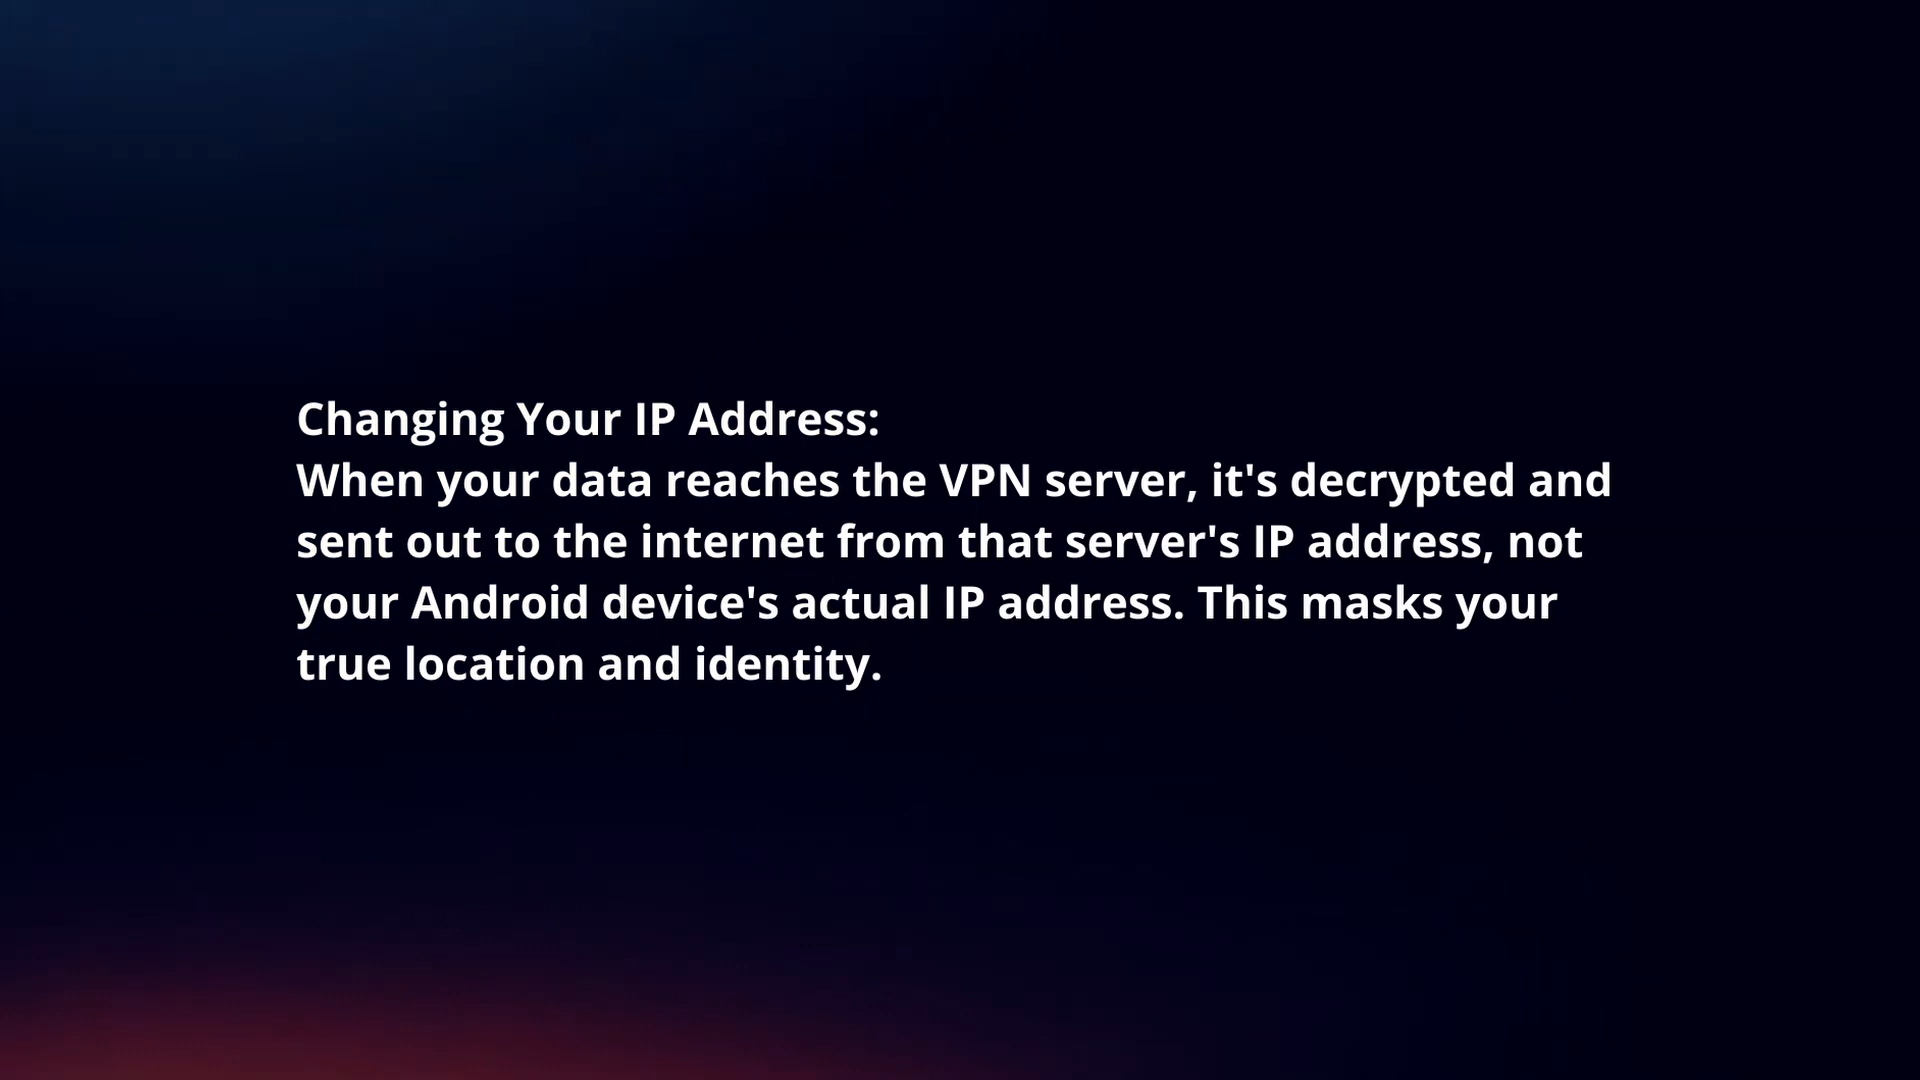 Changing Your IP Address:
When your data reaches the VPN server, it's decrypted and
sent out to the internet from that server's IP address, not
your Android device's actual IP address. This masks your
true location and identity.